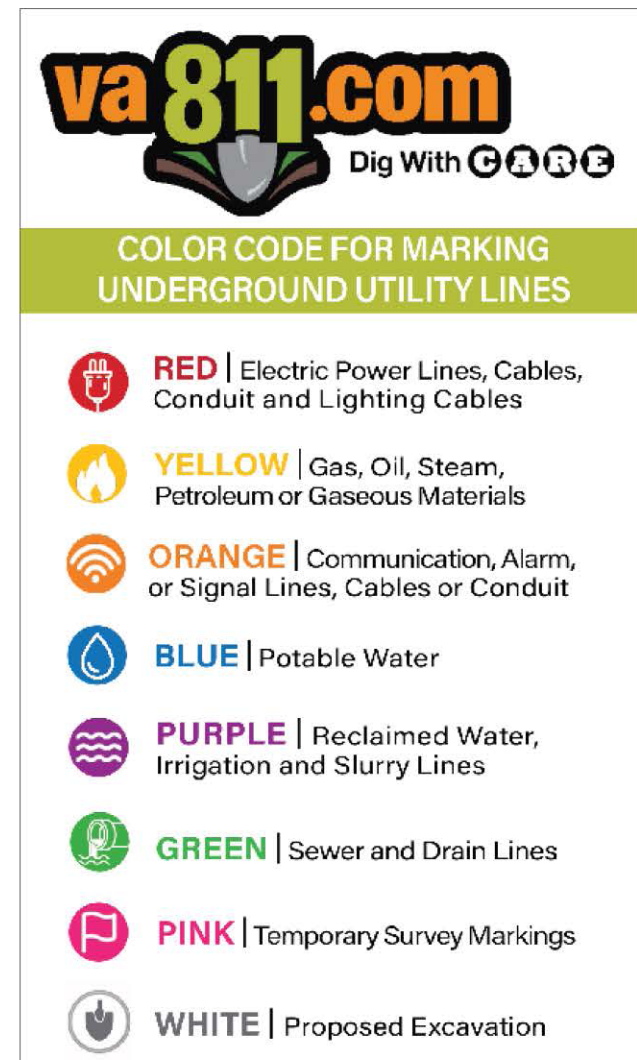 va811.com
Dig With CARE
COLOR CODE FOR MARKING
UNDERGROUND UTILITY LINES
RED | Electric Power Lines, Cables,
Conduit and Lighting Cables
YELLOW | Gas, Oil, Steam,
Petroleum or Gaseous Materials
ORANGE | Communication, Alarm,
or Signal Lines, Cables or Conduit
BLUE | Potable Water
PURPLE | Reclaimed Water,
Irrigation and Slurry Lines
GREEN | Sewer and Drain Lines
PINK | Temporary Survey Markings
WHITE | Proposed Excavation